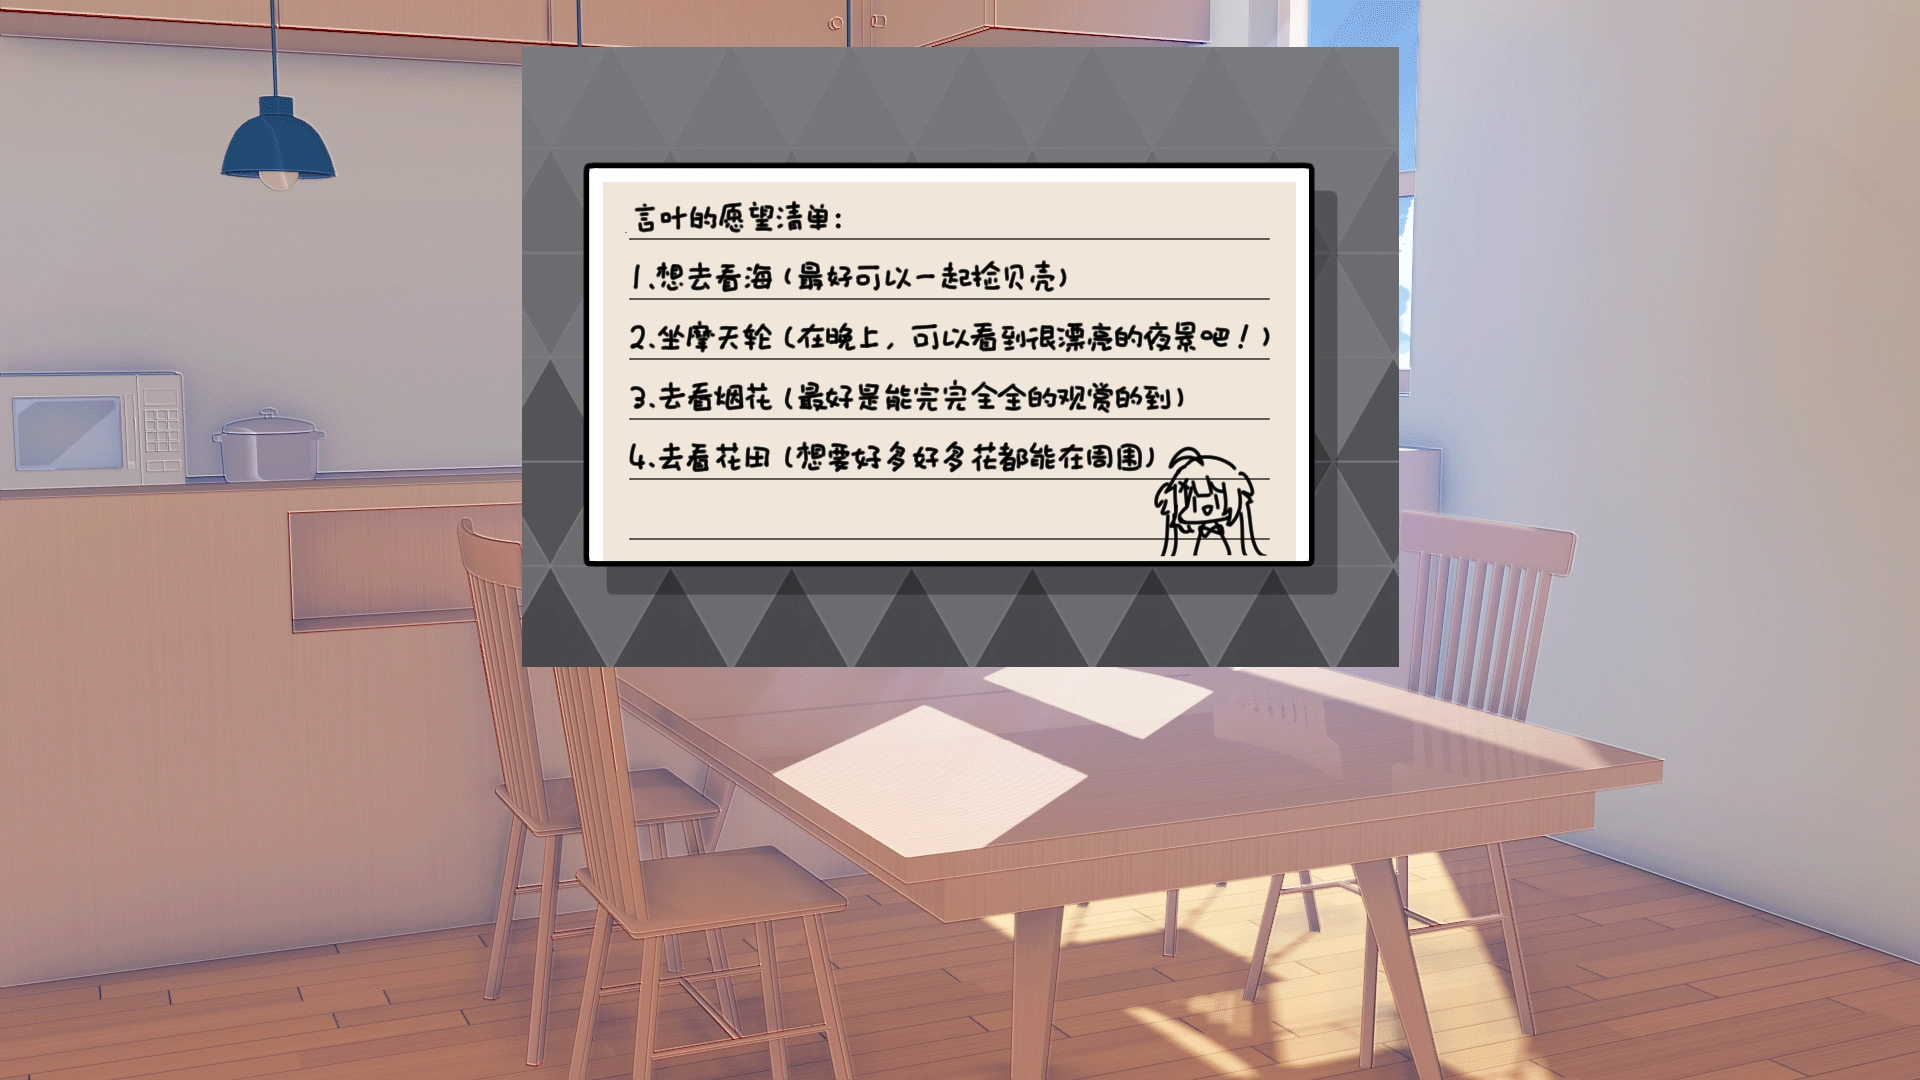 言叶的愿望清单：
1.想去看海（最好可以一起捡贝壳）
2.坐摩天轮（在晚上，可以看到很漂亮的夜景吧！）
3.去看烟花（最好是能完完全全的观赏的到）
4.去看花田（想要好多好多花都能在周围）